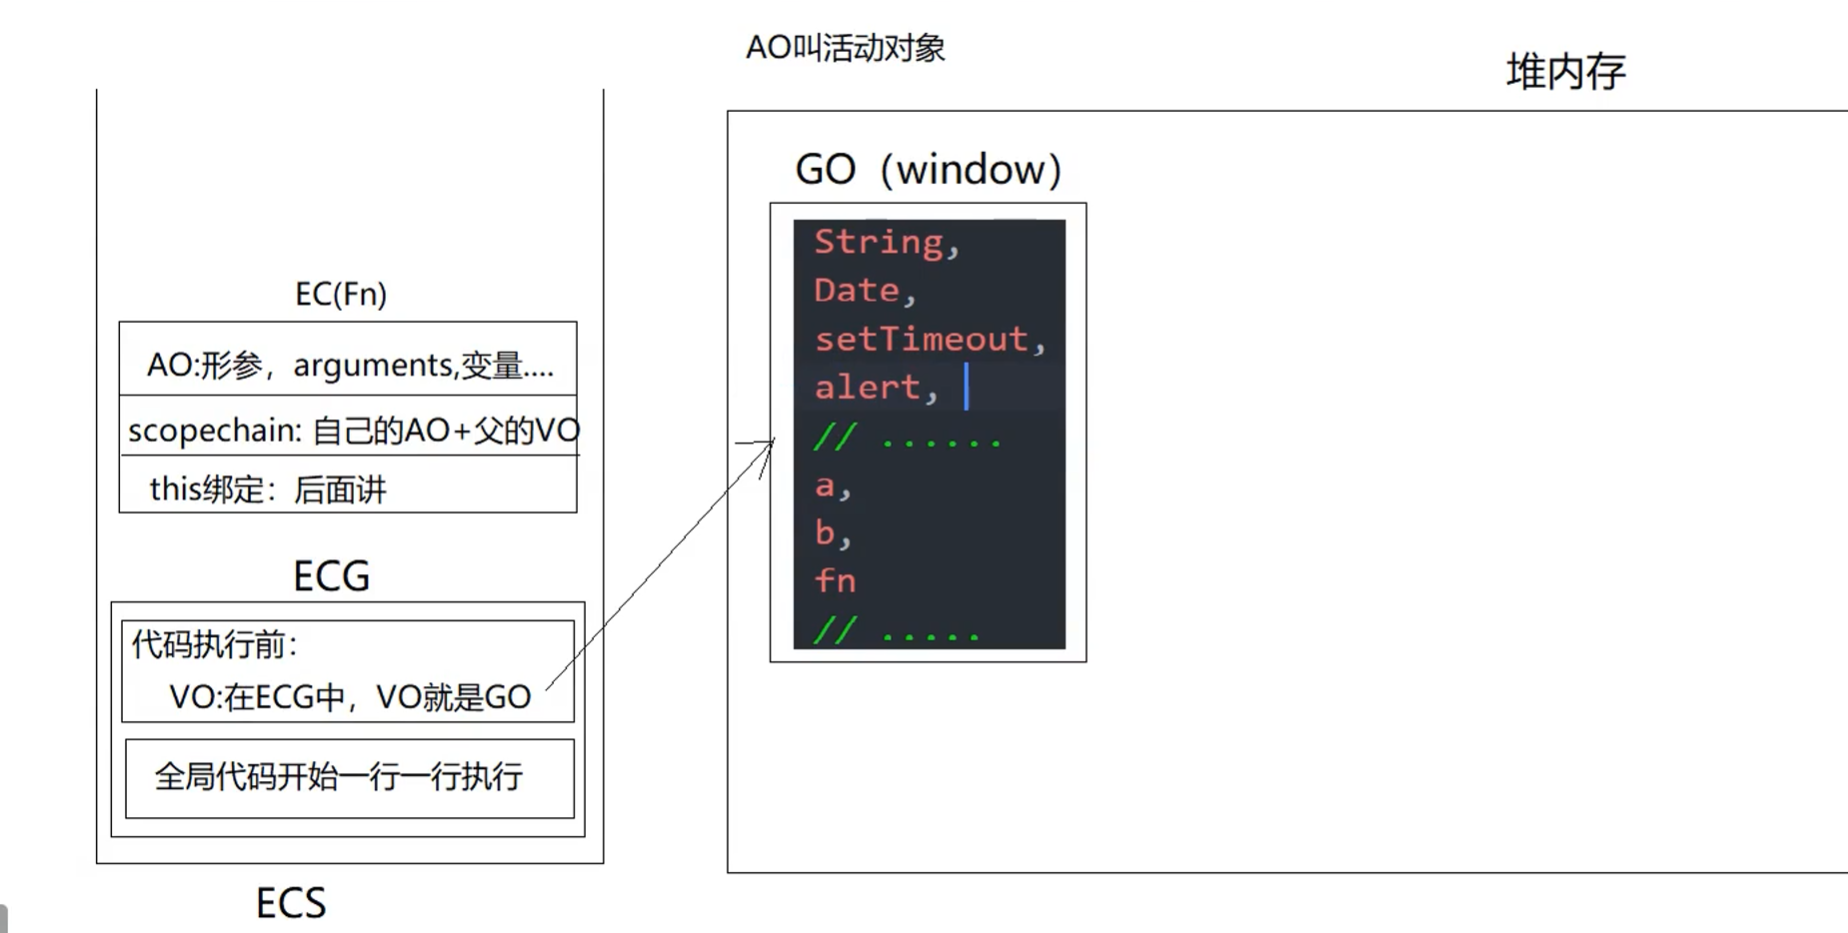 AO叫活动对象
堆内存
EC(Fn)
AO:形参，arguments,变量....
scopechain: 自己的AO+父的VO
this绑定：后面讲
ECG
代码执行前：
VO:在ECG中，VO就是GO
全局代码开始一行一行执行
ECS
GO（window）
String,
Date,
setTimeout,
alert,
// ......
a,
b,
fn
// .....